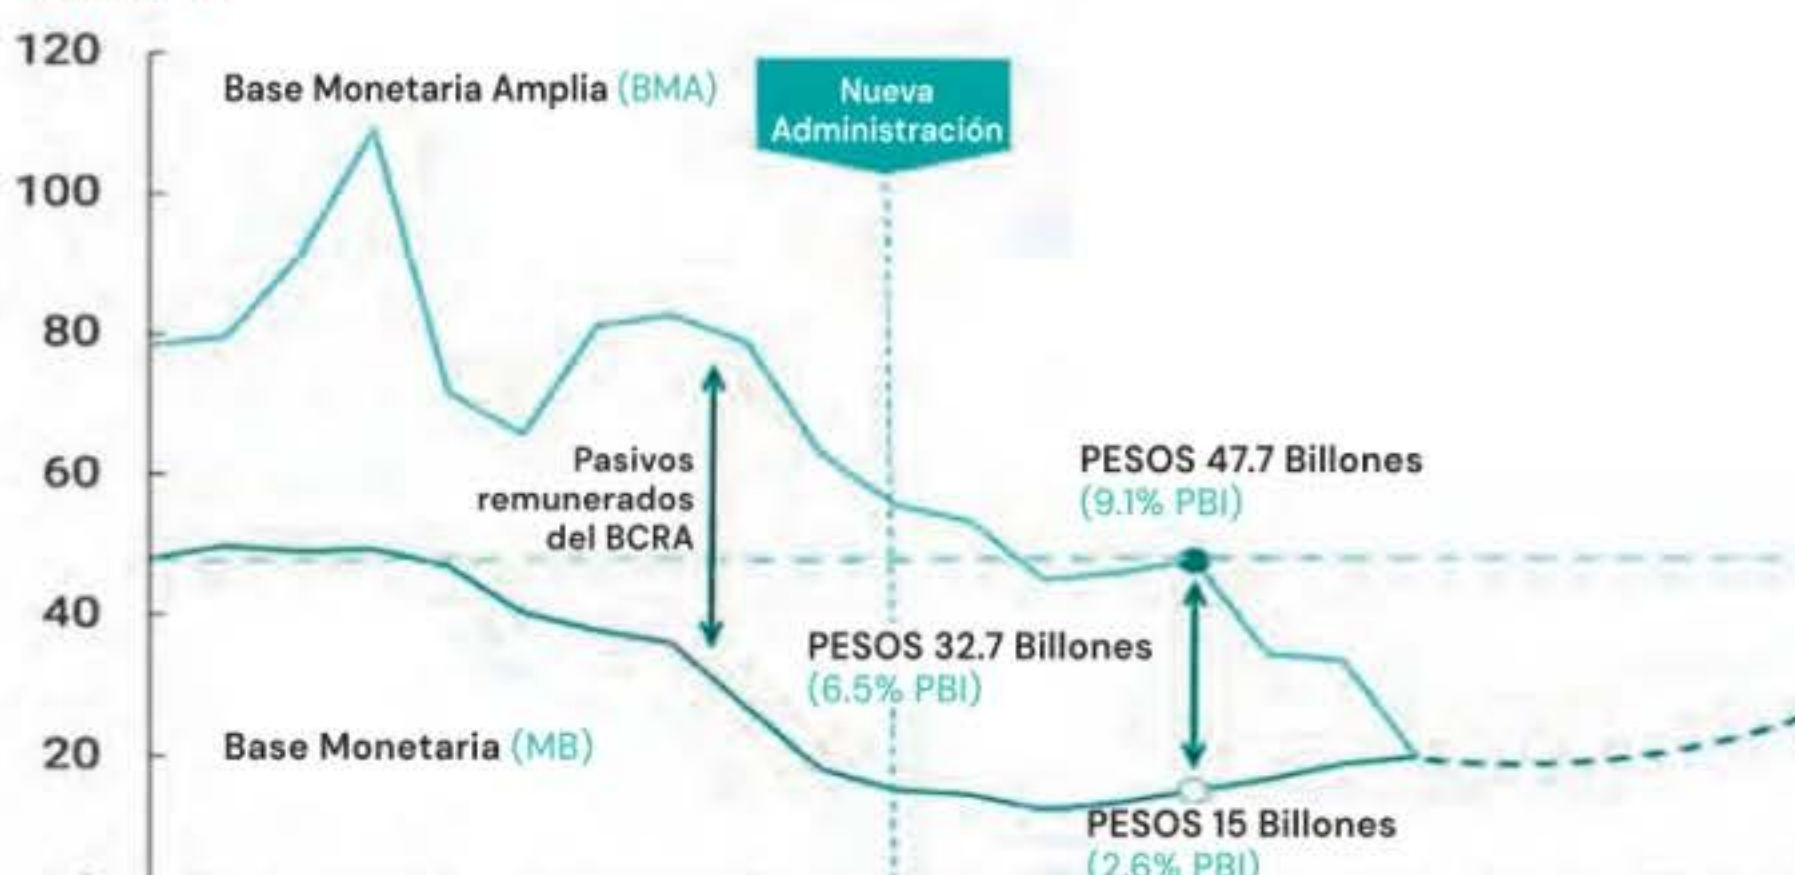 120
Base Monetaria Amplia (BMA)
Nueva
Administración
100
80
60
Pasivos
remunerados
del BCRA
PESOS 47.7 Billones
(9.1% PBI)
40
PESOS 32.7 Billones
(6.5% PBI)
20
Base Monetaria (MB)
PESOS 15 Billones
(2.6% PBI)